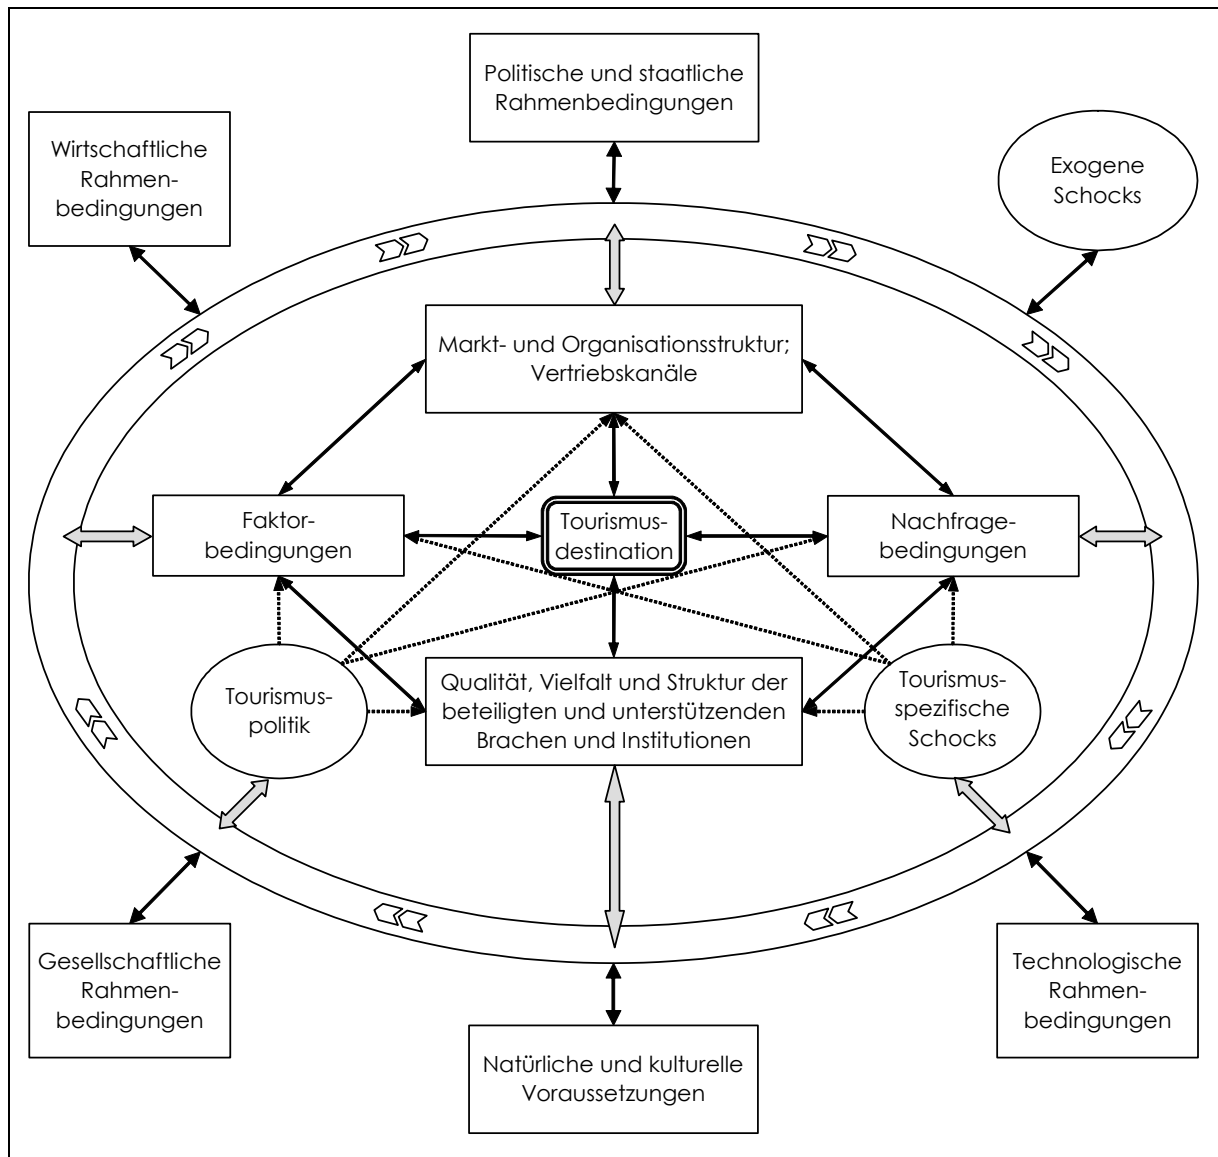 Politische und staatliche
Rahmenbedingungen
Wirtschaftliche
Rahmen-
bedingungen
Exogene
Schocks
Markt- und Organisationsstruktur;
Vertriebskanäle
Faktor-
bedingungen
Tourismus-
destination
Nachfrage-
bedingungen
Tourismus-
politik
Qualität, Vielfalt und Struktur der
beteiligten und unterstützenden
Brachen und Institutionen
Tourismus-
spezifische
Schocks
Gesellschaftliche
Rahmen-
bedingungen
Natürliche und kulturelle
Voraussetzungen
Technologische
Rahmen-
bedingungen